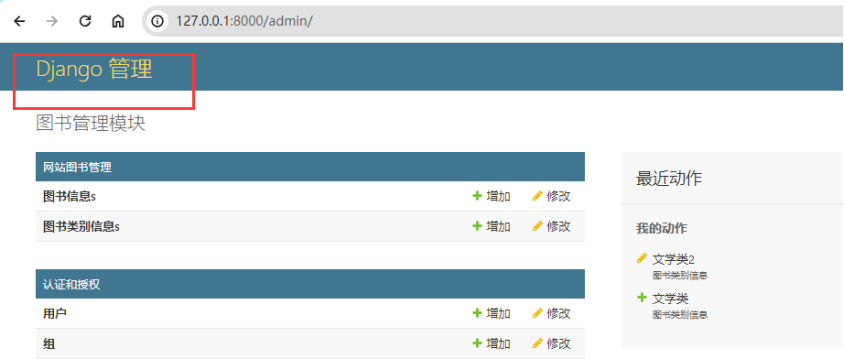 127.0.0.1:8000/admin/
Django 管理
图书管理模块
网站图书管理
图书信息s
增加
修改
图书类别信息s
增加
修改
认证和授权
用户
增加
修改
组
增加
修改
最近动作
我的动作
文学类2
图书类别信息
文学类
图书类别信息